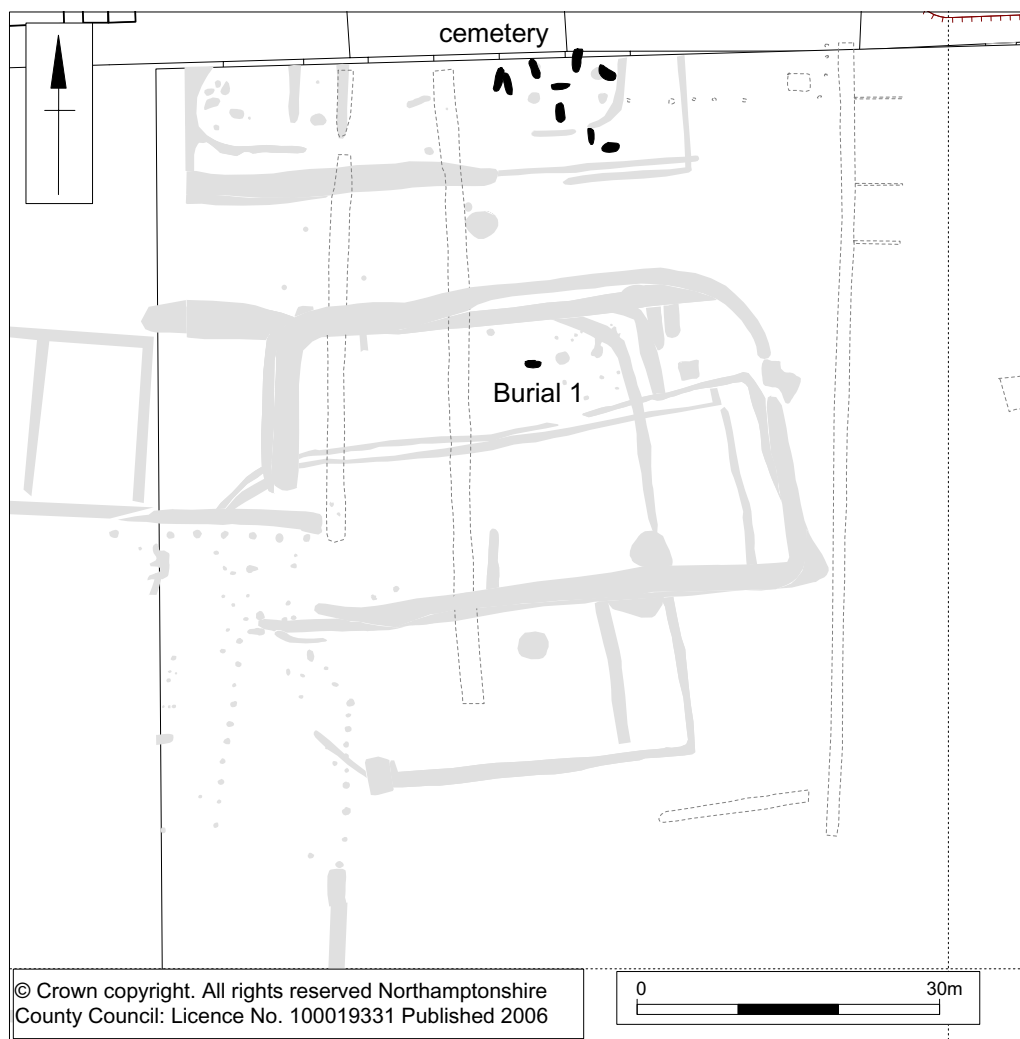 cemetery
Burial 1
© Crown copyright. All rights reserved Northamptonshire
County Council: Licence No. 100019331 Published 2006
0 30m